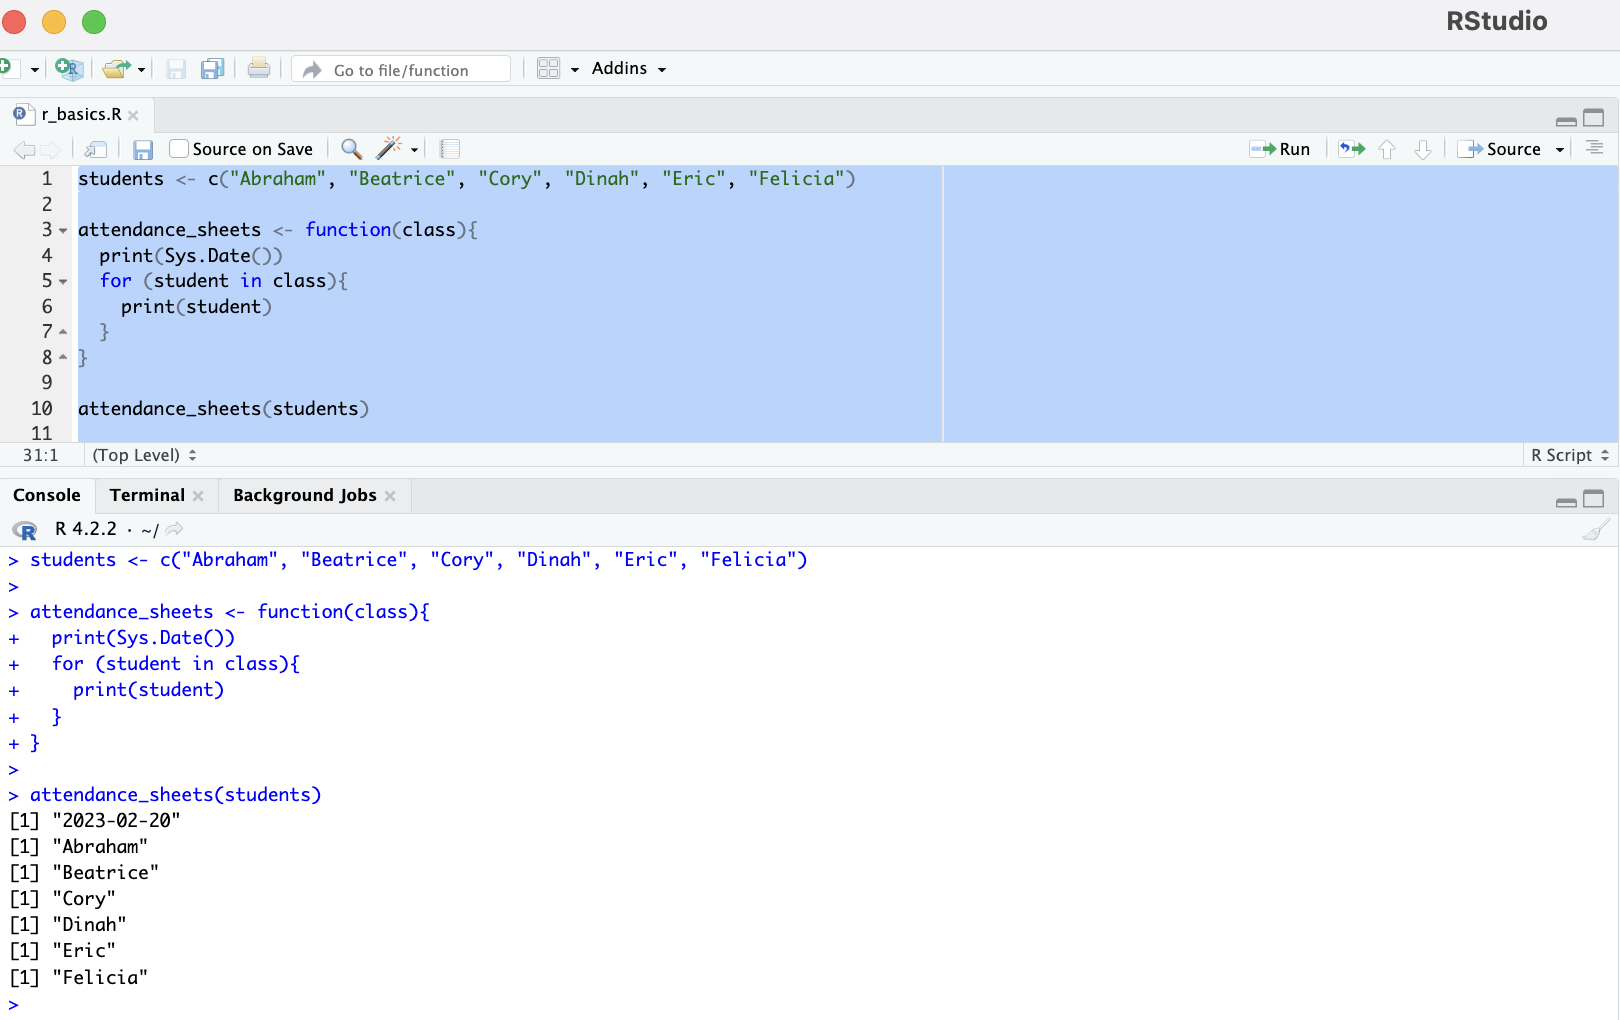 RStudio
Go to file/function
Addins
r_basics.R
Source on Save
Run
Source
1 students <- c("Abraham", "Beatrice", "Cory", "Dinah", "Eric", "Felicia")
2
3 attendance_sheets <- function(class){
4   print(Sys.Date())
5   for (student in class){
6     print(student)
7   }
8 }
9
10 attendance_sheets(students)
11
31:1 (Top Level) R Script
Console Terminal Background Jobs
R R 4.2.2 · ~/
> students <- c("Abraham", "Beatrice", "Cory", "Dinah", "Eric", "Felicia")
>
> attendance_sheets <- function(class){
+   print(Sys.Date())
+   for (student in class){
+     print(student)
+   }
+ }
>
> attendance_sheets(students)
[1] "2023-02-20"
[1] "Abraham"
[1] "Beatrice"
[1] "Cory"
[1] "Dinah"
[1] "Eric"
[1] "Felicia"
>